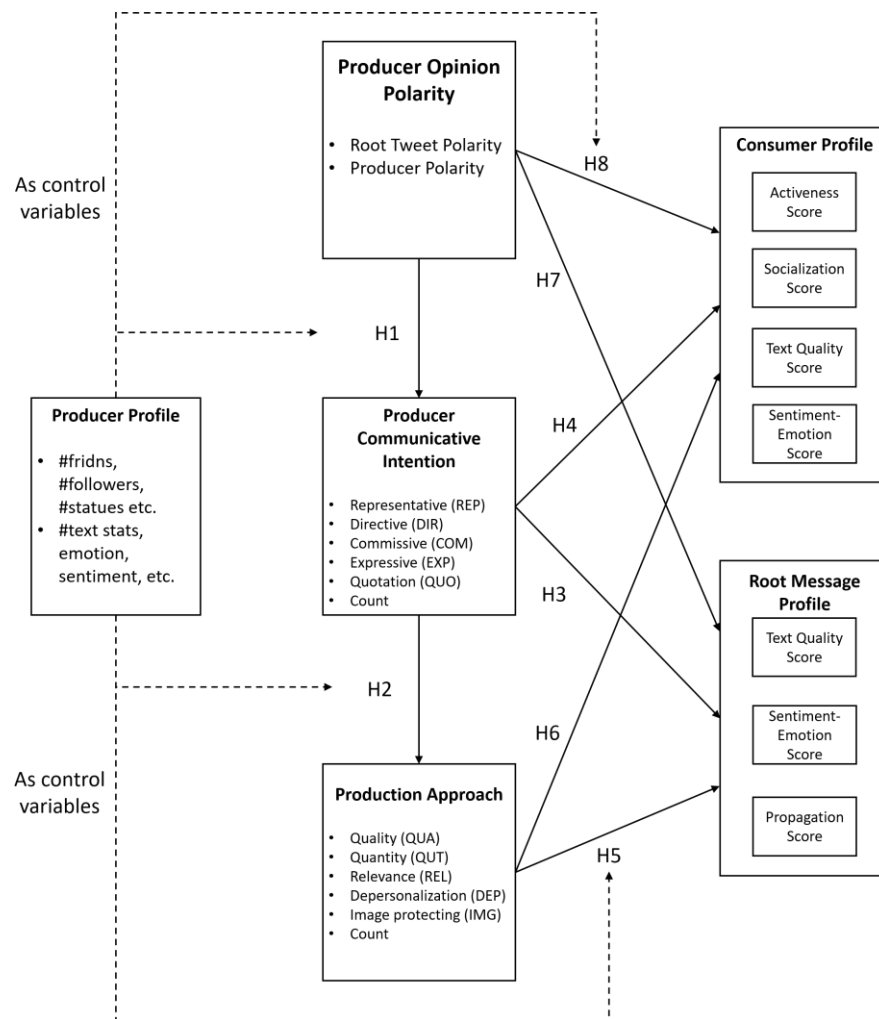 Producer Opinion
Polarity
• Root Tweet Polarity
• Producer Polarity
As control
variables
H8
Consumer Profile
Activeness
Score
Socialization
Score
Text Quality
Score
Sentiment-
Emotion
Score
H7
H1
Producer Profile
• #fridns,
#followers,
#statues etc.
• #text stats,
emotion,
sentiment, etc.
Producer
Communicative
Intention
• Representative (REP)
• Directive (DIR)
• Commissive (COM)
• Expressive (EXP)
• Quotation (QUO)
• Count
H4
H3
Root Message
Profile
Text Quality
Score
Sentiment-
Emotion
Score
Propagation
Score
H2
H6
As control
variables
Production Approach
• Quality (QUA)
• Quantity (QUT)
• Relevance (REL)
• Depersonalization (DEP)
• Image protecting (IMG)
• Count
H5